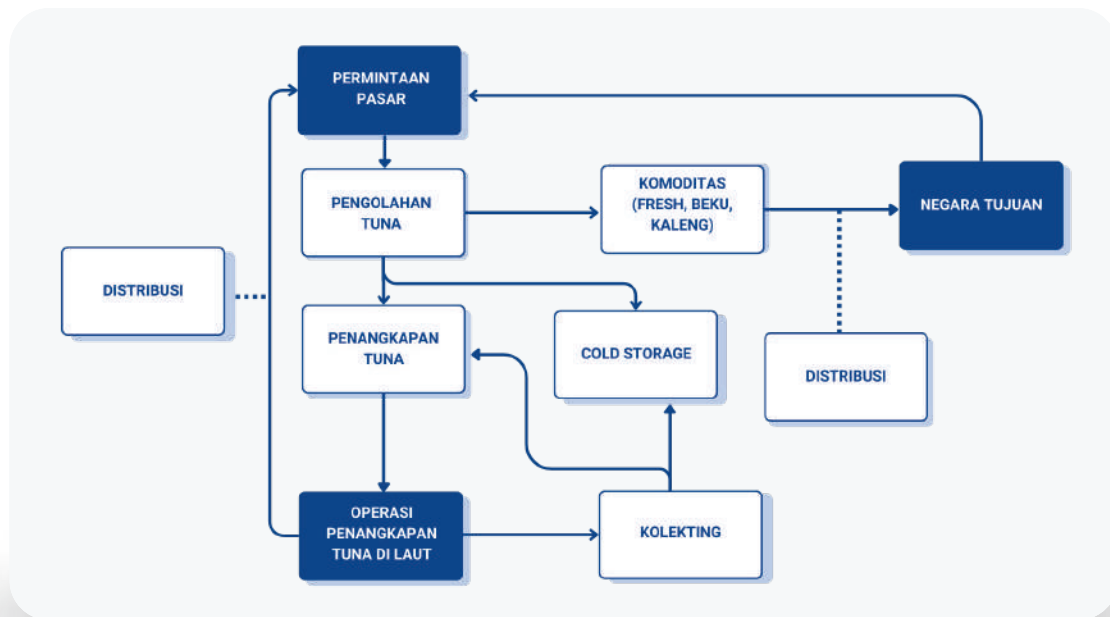 PERMINTAAN
PASAR
PENGOLAHAN
TUNA
KOMODITAS
(FRESH, BEKU,
KALENG)
NEGARA TUJUAN
DISTRIBUSI
PENANGKAPAN
TUNA
COLD STORAGE
DISTRIBUSI
OPERASI
PENANGKAPAN
TUNA DI LAUT
KOLEKTING